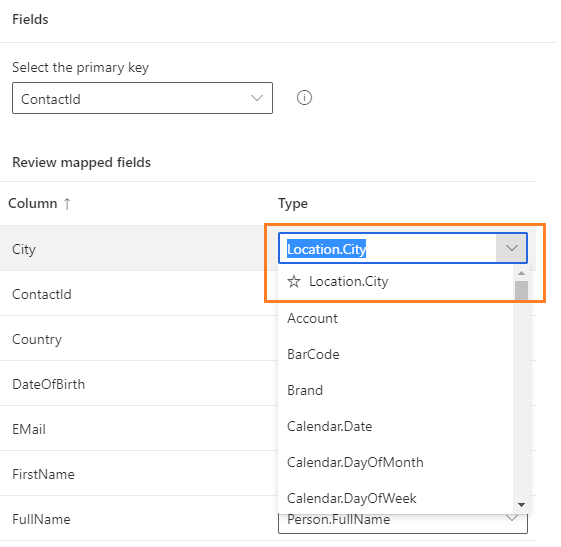 Fields
Select the primary key
ContactId
Review mapped fields
Column ↑ Type
City Location.City
☆ Location.City
ContactId
Account
Country
BarCode
DateOfBirth
Brand
EMail
Calendar.Date
FirstName
Calendar.DayOfMonth
Calendar.DayOfWeek
FullName Person.FullName